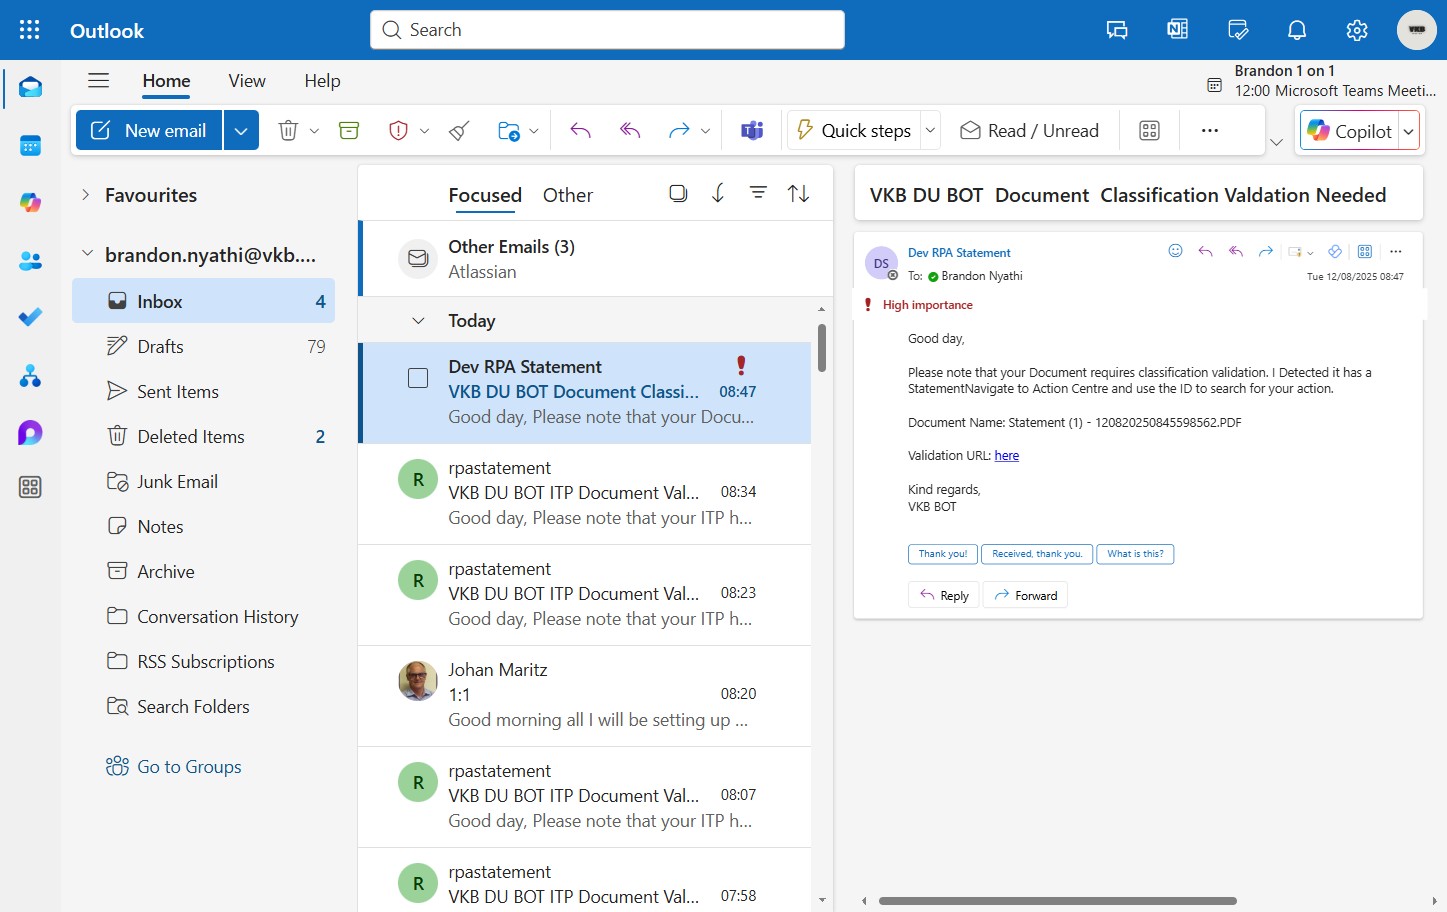 Outlook
Search
VKB
Home
View
Help
Brandon 1 on 1
12:00 Microsoft Teams Meeti...
New email
Quick steps
Read / Unread
Copilot
Favourites
brandon.nyathi@vkb....
Inbox 4
Drafts 79
Sent Items
Deleted Items 2
Junk Email
Notes
Archive
Conversation History
RSS Subscriptions
Search Folders
Go to Groups
Focused Other
Other Emails (3)
Atlassian
Today
Dev RPA Statement
VKB DU BOT Document Classi... 08:47
Good day, Please note that your Docu...
R
rpastatement
VKB DU BOT ITP Document Val... 08:34
Good day, Please note that your ITP h...
R
rpastatement
VKB DU BOT ITP Document Val... 08:23
Good day, Please note that your ITP h...
Johan Maritz
1:1 08:20
Good morning all I will be setting up ...
R
rpastatement
VKB DU BOT ITP Document Val... 08:07
Good day, Please note that your ITP h...
R
rpastatement
VKB DU BOT ITP Document Val... 07:58
VKB DU BOT Document Classification Valdation Needed
DS
Dev RPA Statement
To: Brandon Nyathi
Tue 12/08/2025 08:47
High importance
Good day,
Please note that your Document requires classification validation. I Detected it has a
StatementNavigate to Action Centre and use the ID to search for your action.
Document Name: Statement (1) - 120820250845598562.PDF
Validation URL: here
Kind regards,
VKB BOT
Thank you!
Received, thank you.
What is this?
Reply
Forward